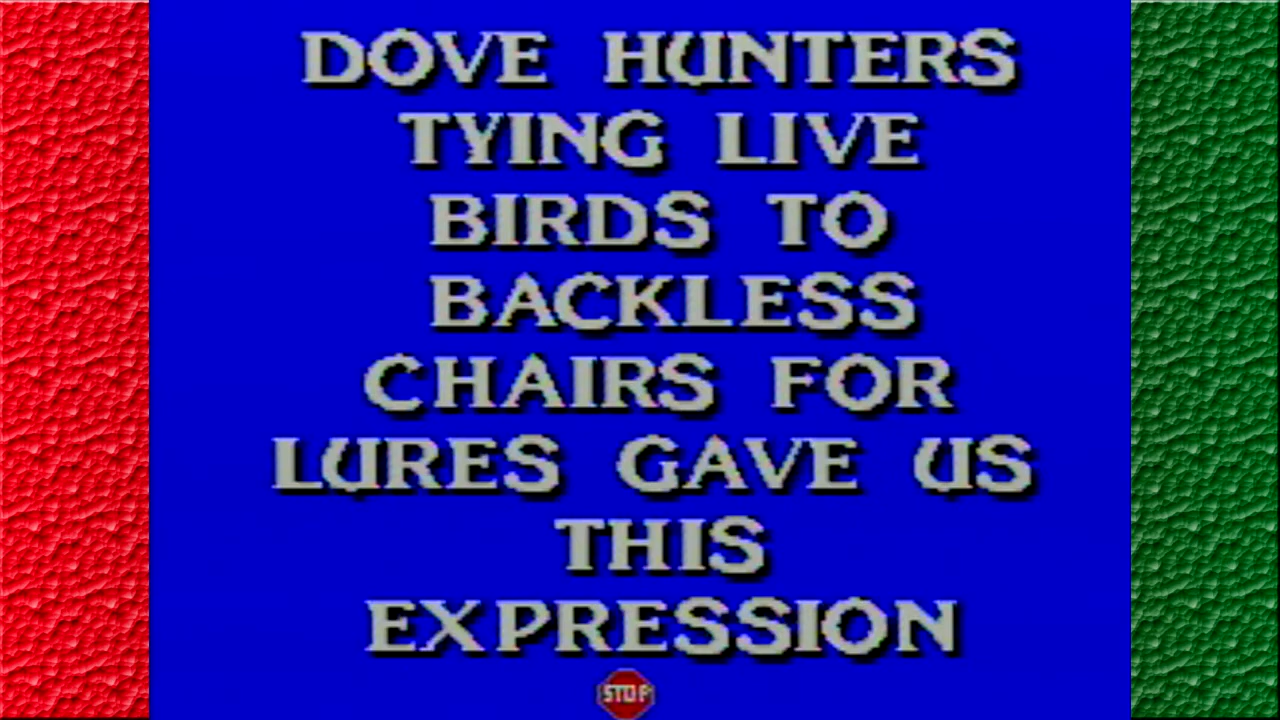 DOVE HUNTERS
TYING LIVE
BIRDS TO
BACKLESS
CHAIRS FOR
LURES GAVE US
THIS
EXPRESSION
STOP